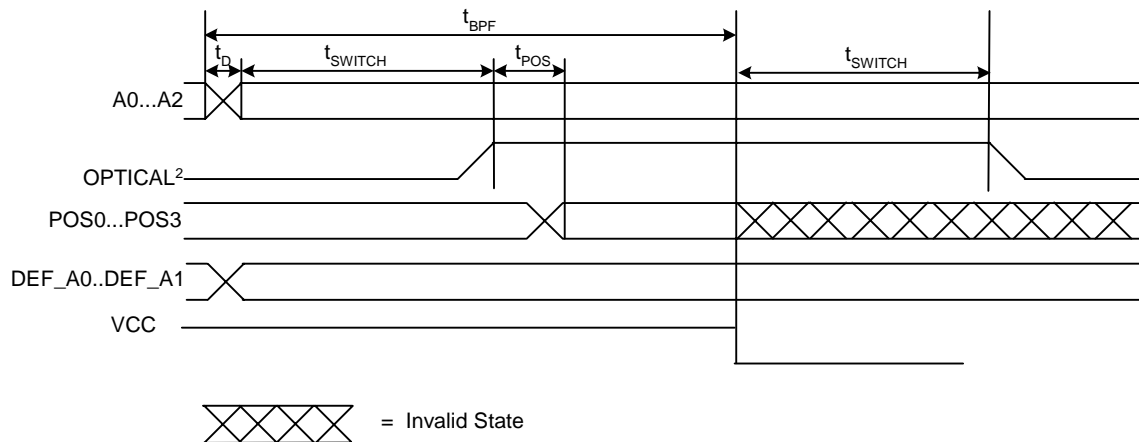 tBPF
tD tSWITCH tPOS tSWITCH
A0...A2
OPTICAL²
POS0...POS3
DEF_A0..DEF_A1
VCC
= Invalid State